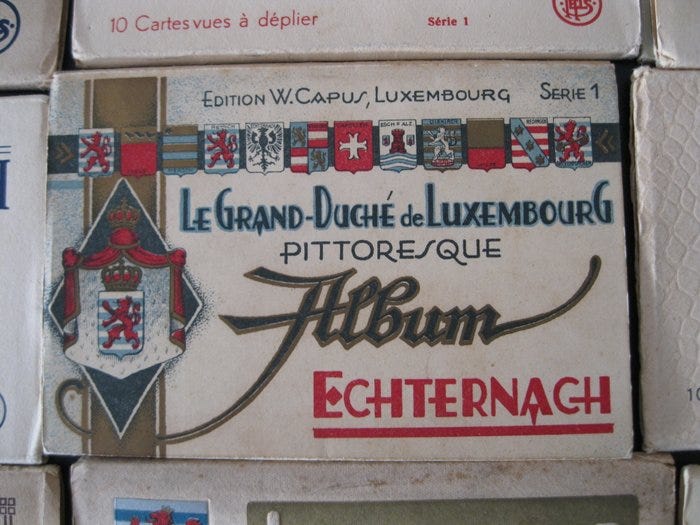 10 Cartes vues à déplier
Série 1
EDITION W. CAPUS, LUXEMBOURG SERIE 1
LE GRAND-DUCHÉ de LUXEMBOURG
PITTORESQUE
Album
ECHTERNACH
10